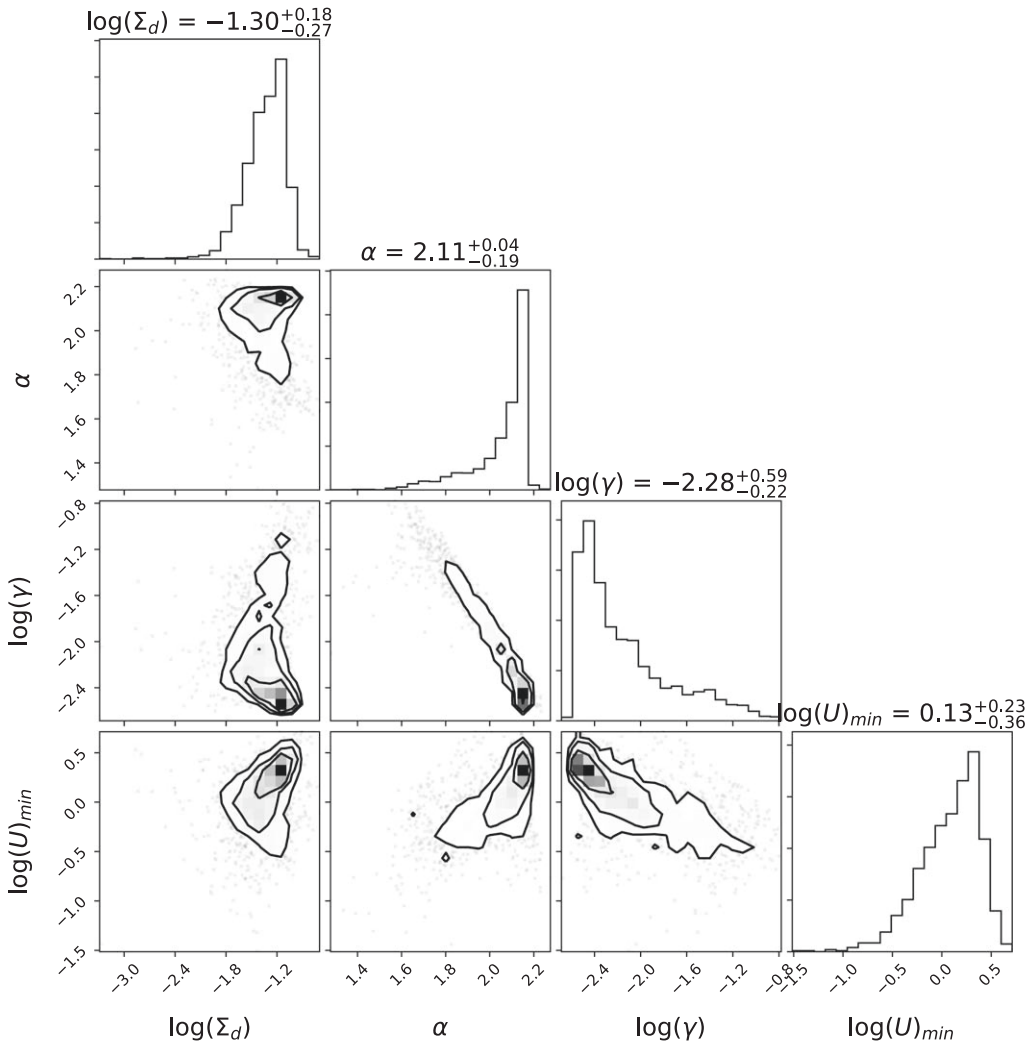 log(Σ_d) = −1.30^{+0.18}_{−0.27}
α = 2.11^{+0.04}_{−0.19}
2.2
2.0
1.8
1.6
1.4
α
log(γ) = −2.28^{+0.59}_{−0.22}
−0.8
−1.2
−1.6
−2.0
−2.4
log(γ)
log(U)_{min} = 0.13^{+0.23}_{−0.36}
0.5
0.0
−0.5
−1.0
−1.5
log(U)_{min}
−3.0 −2.4 −1.8 −1.2 1.4 1.6 1.8 2.0 2.2 −2.4 −2.0 −1.6 −1.2 −0.8 −1.5 −1.0 −0.5 0.0 0.5
log(Σ_d) α log(γ) log(U)_{min}